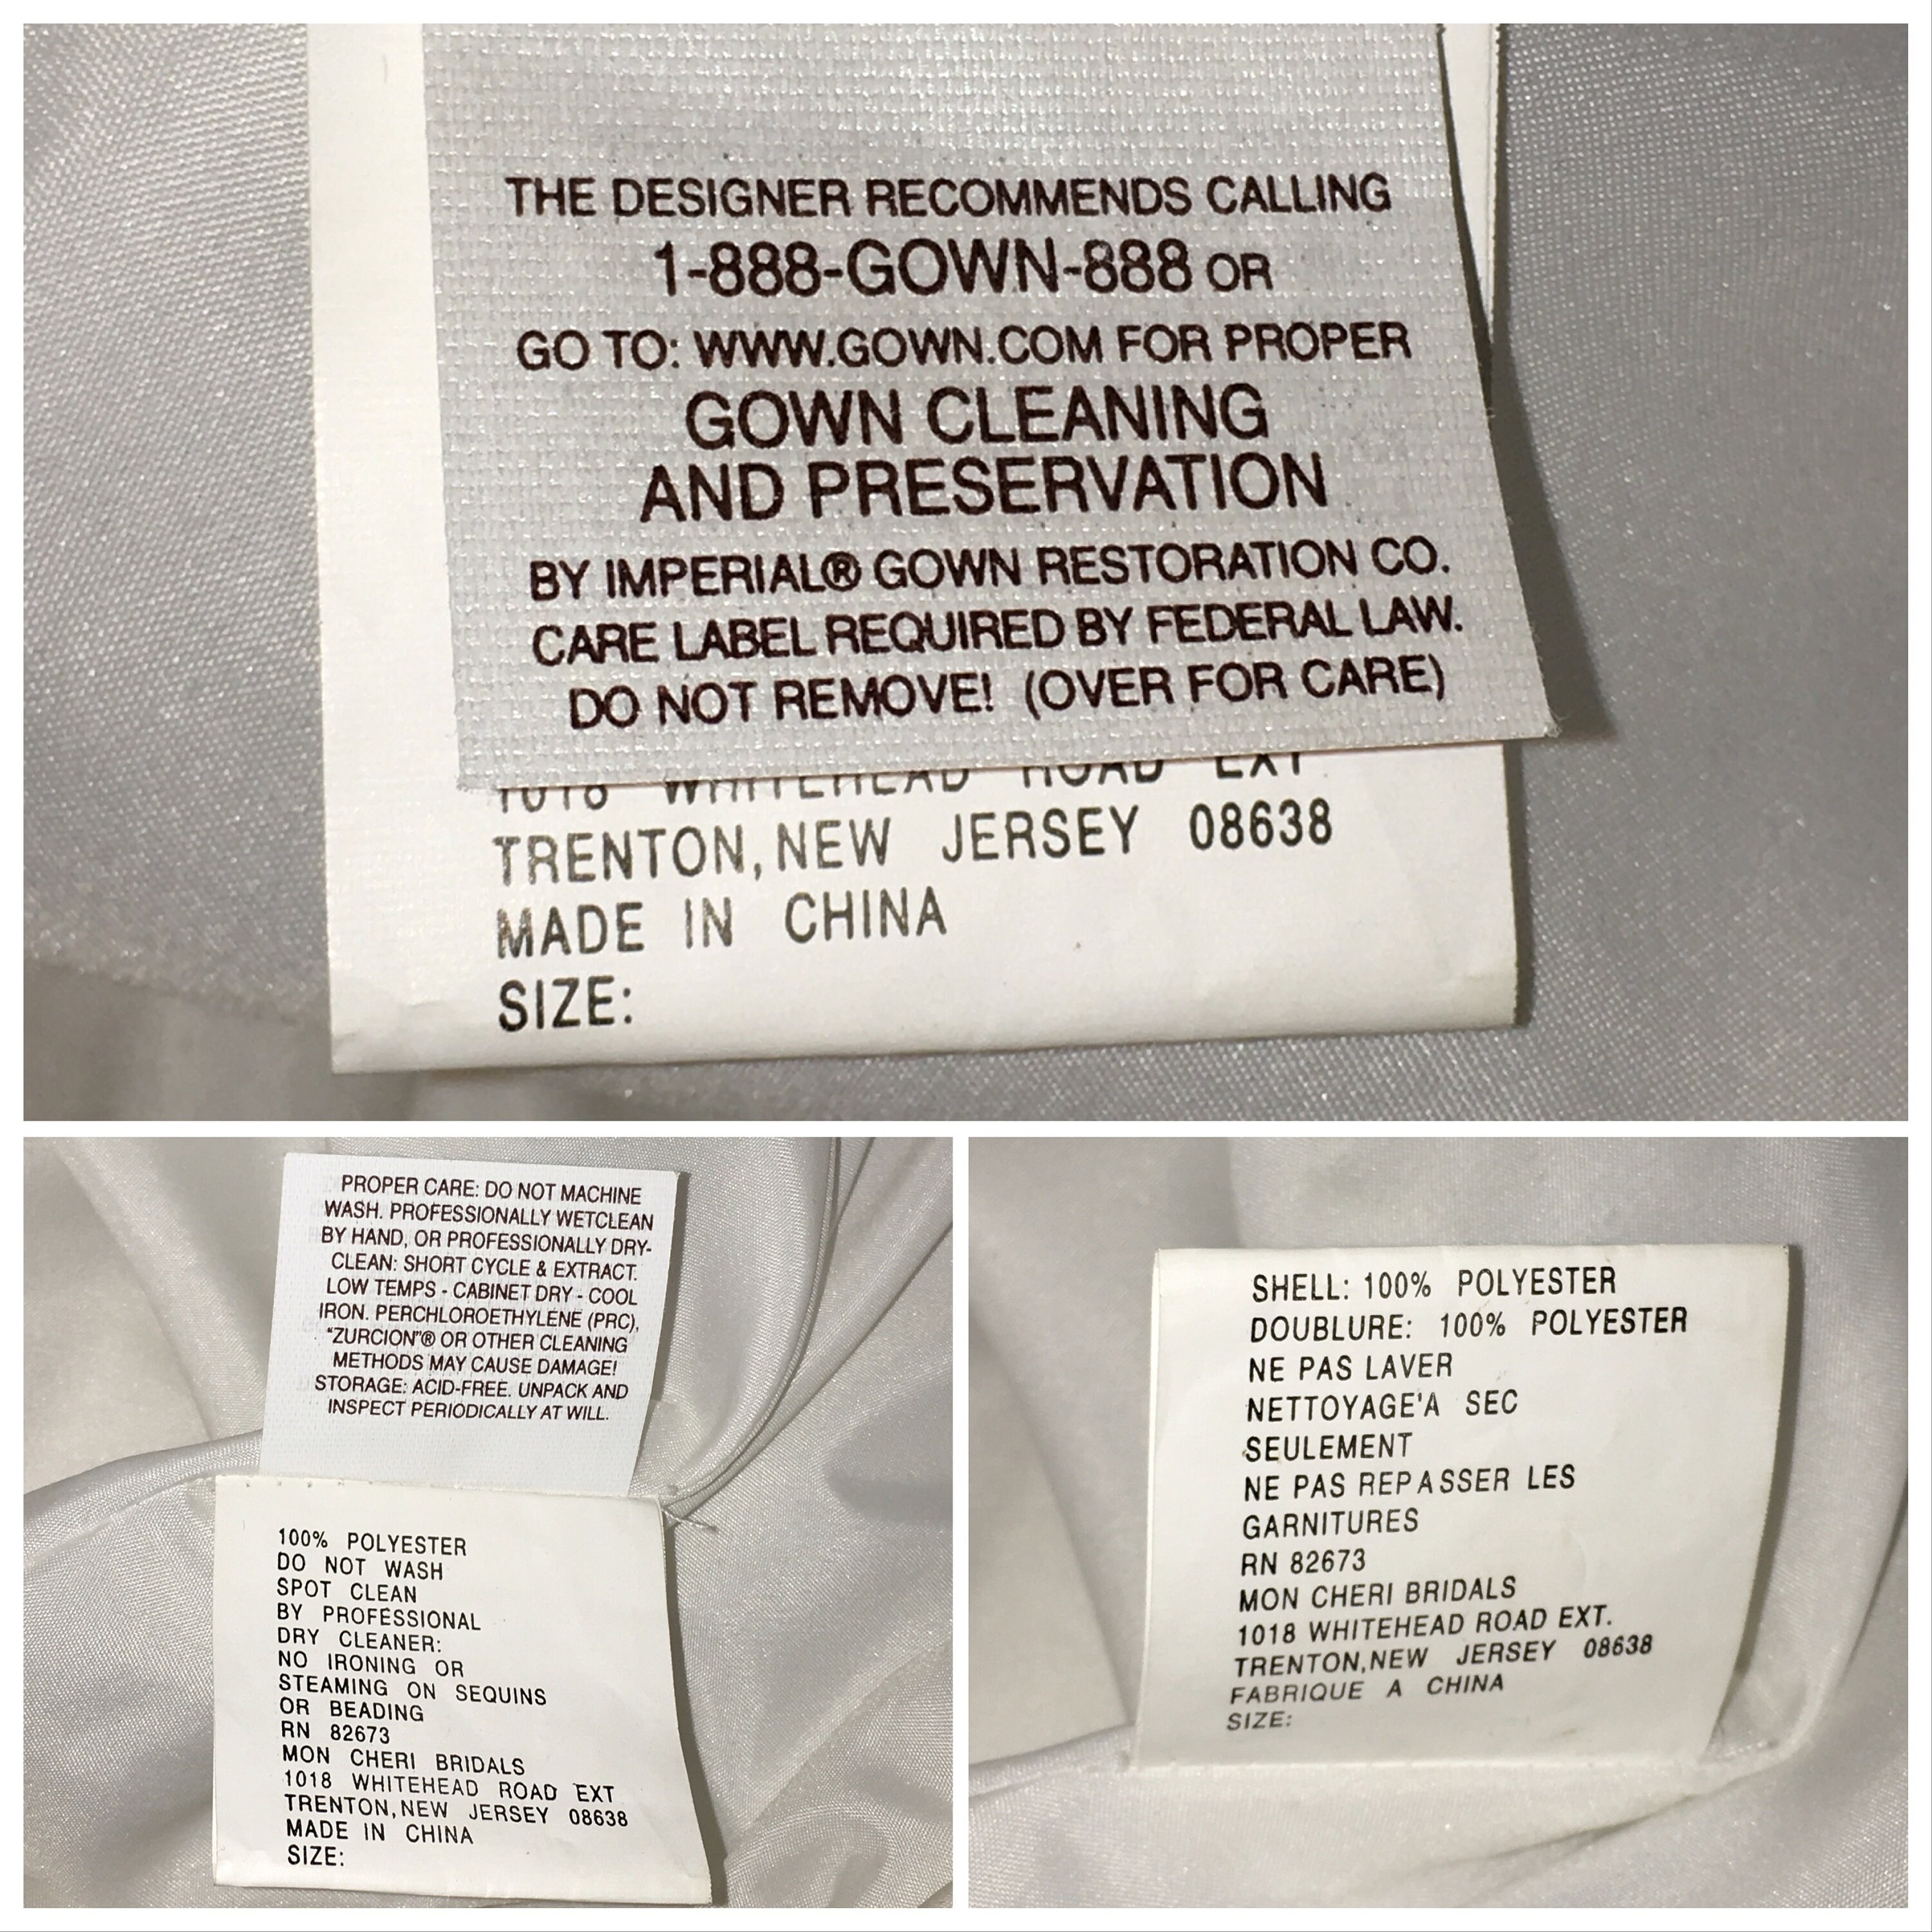 THE DESIGNER RECOMMENDS CALLING
1-888-GOWN-888 OR
GO TO: WWW.GOWN.COM FOR PROPER
GOWN CLEANING
AND PRESERVATION
BY IMPERIAL® GOWN RESTORATION CO.
CARE LABEL REQUIRED BY FEDERAL LAW.
DO NOT REMOVE! (OVER FOR CARE)
1018 WHITEHEAD ROAD EXT
TRENTON, NEW JERSEY 08638
MADE IN CHINA
SIZE:
PROPER CARE: DO NOT MACHINE
WASH. PROFESSIONALLY WETCLEAN
BY HAND, OR PROFESSIONALLY DRY-
CLEAN: SHORT CYCLE & EXTRACT.
LOW TEMPS - CABINET DRY - COOL
IRON. PERCHLOROETHYLENE (PRC),
"ZURCION"® OR OTHER CLEANING
METHODS MAY CAUSE DAMAGE!
STORAGE: ACID-FREE. UNPACK AND
INSPECT PERIODICALLY AT WILL.
100% POLYESTER
DO NOT WASH
SPOT CLEAN
BY PROFESSIONAL
DRY CLEANER:
NO IRONING OR
STEAMING ON SEQUINS
OR BEADING
RN 82673
MON CHERI BRIDALS
1018 WHITEHEAD ROAD EXT
TRENTON, NEW JERSEY 08638
MADE IN CHINA
SIZE:
SHELL: 100% POLYESTER
DOUBLURE: 100% POLYESTER
NE PAS LAVER
NETTOYAGE'A SEC
SEULEMENT
NE PAS REPASSER LES
GARNITURES
RN 82673
MON CHERI BRIDALS
1018 WHITEHEAD ROAD EXT.
TRENTON, NEW JERSEY 08638
FABRIQUE A CHINA
SIZE: